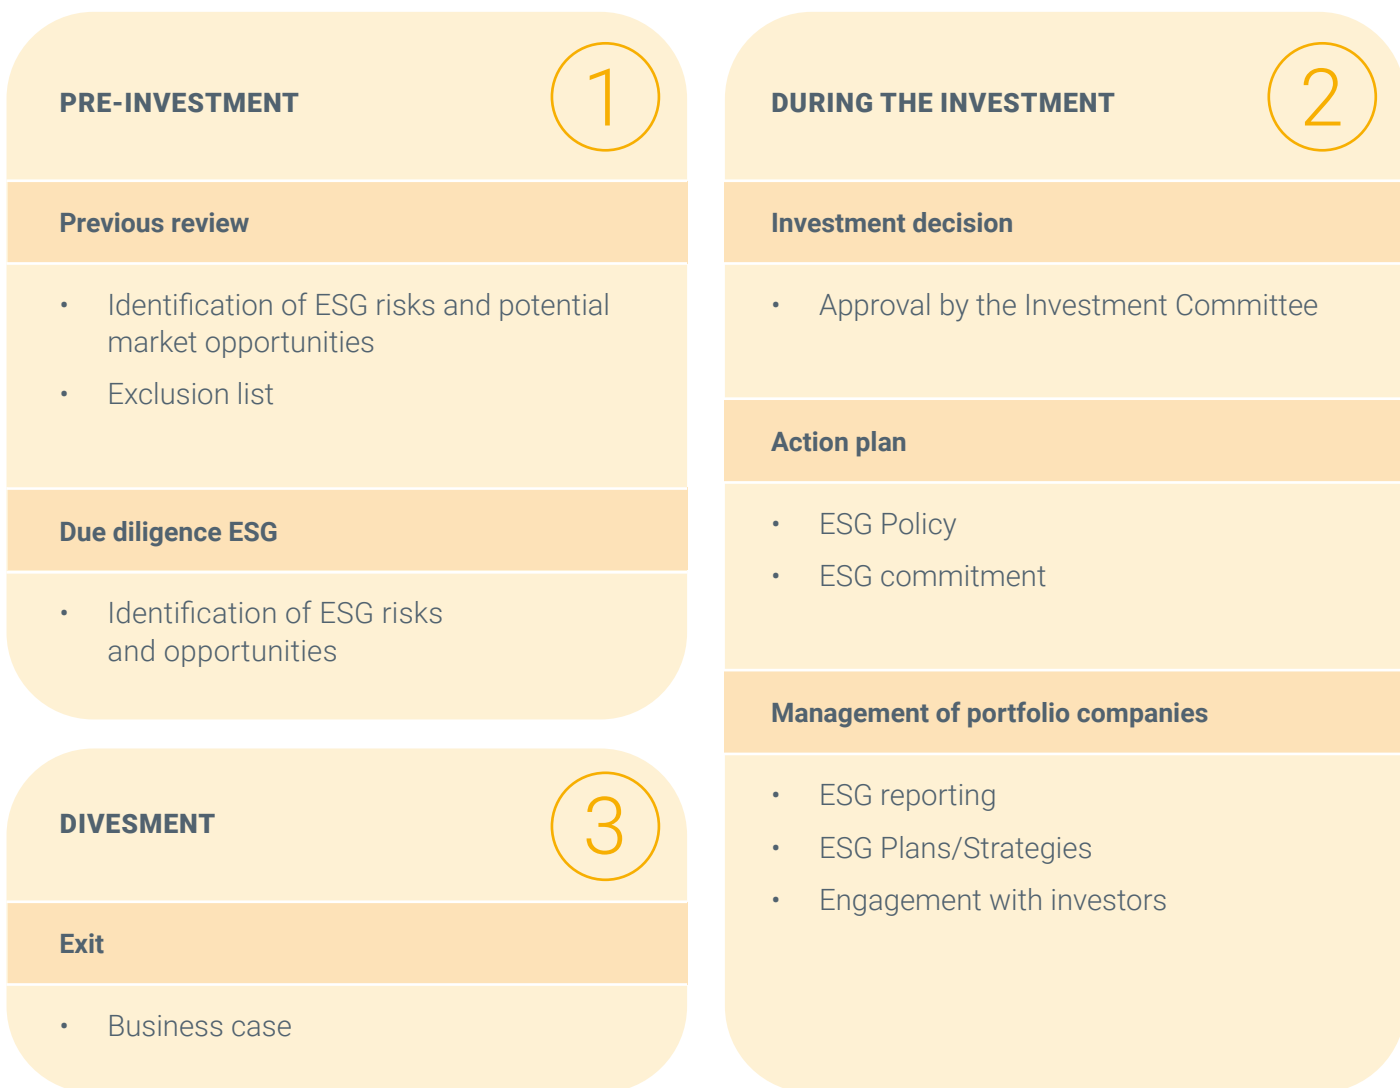 PRE-INVESTMENT
1
Previous review
• Identification of ESG risks and potential
market opportunities
• Exclusion list
Due diligence ESG
• Identification of ESG risks
and opportunities
DURING THE INVESTMENT
2
Investment decision
• Approval by the Investment Committee
Action plan
• ESG Policy
• ESG commitment
Management of portfolio companies
• ESG reporting
• ESG Plans/Strategies
• Engagement with investors
DIVESMENT
3
Exit
• Business case